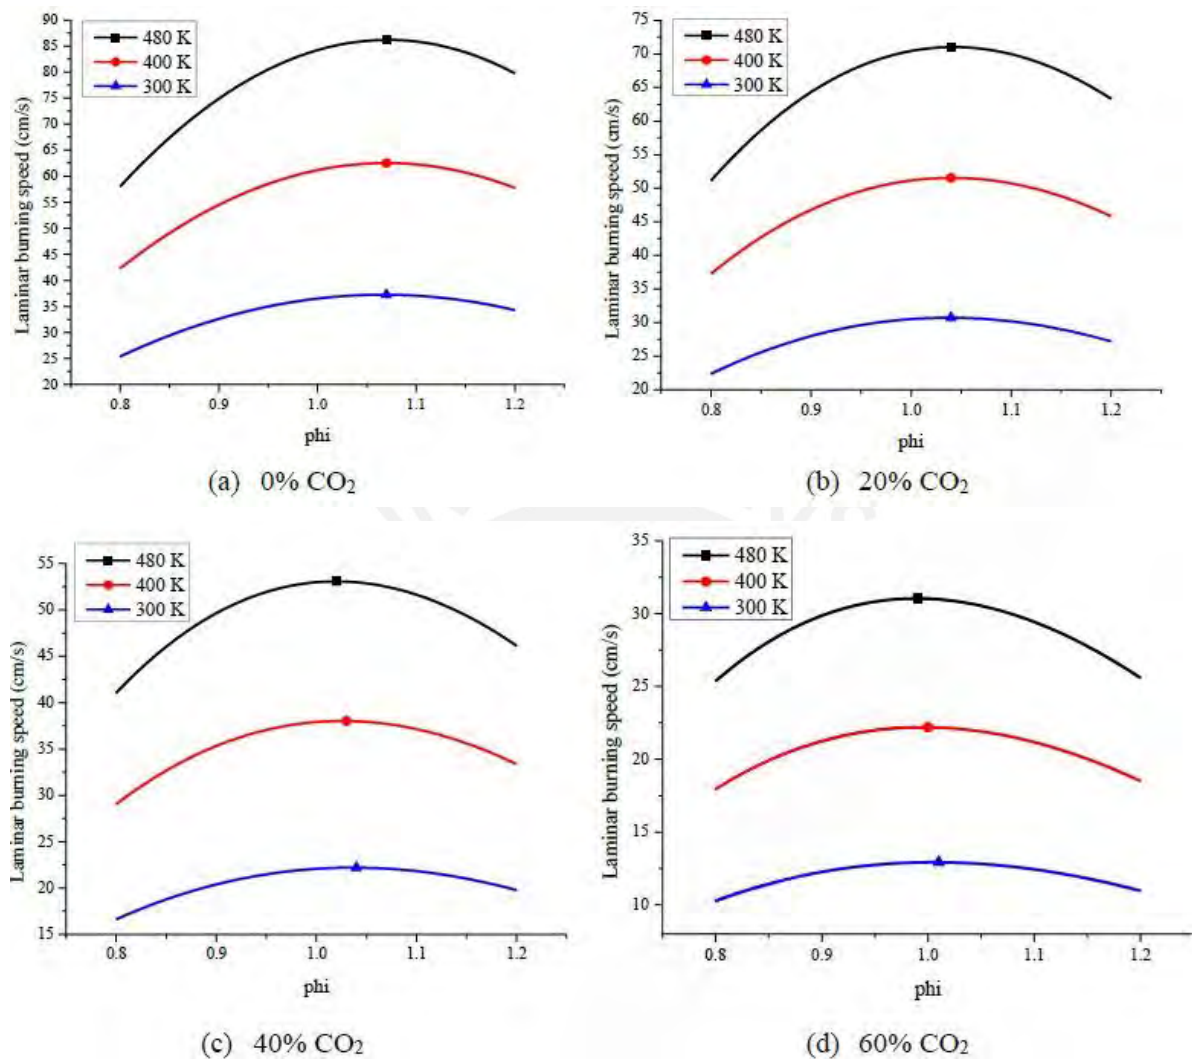 90
85
80
75
70
65
60
55
50
45
40
35
30
25
20
Laminar burning speed (cm/s)
480 K
400 K
300 K
0.8 0.9 1.0 1.1 1.2
phi
(a) 0% CO₂
75
70
65
60
55
50
45
40
35
30
25
20
Laminar burning speed (cm/s)
480 K
400 K
300 K
0.8 0.9 1.0 1.1 1.2
phi
(b) 20% CO₂
55
50
45
40
35
30
25
20
15
Laminar burning speed (cm/s)
480 K
400 K
300 K
0.8 0.9 1.0 1.1 1.2
phi
(c) 40% CO₂
35
30
25
20
15
10
Laminar burning speed (cm/s)
480 K
400 K
300 K
0.8 0.9 1.0 1.1 1.2
phi
(d) 60% CO₂